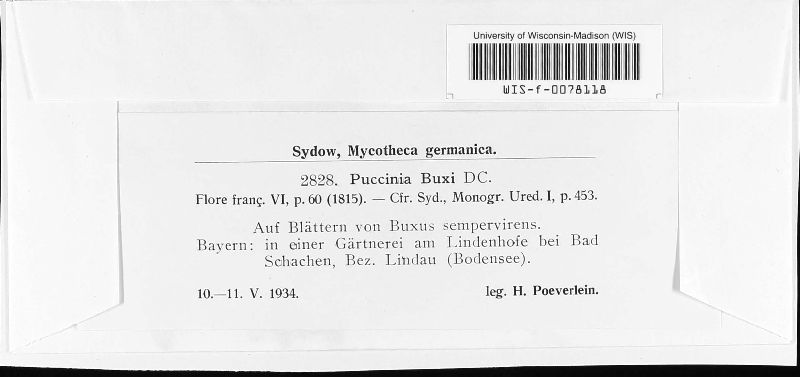 University of Wisconsin-Madison (WIS)
WIS-f-0078118
Sydow, Mycotheca germanica.
2828. Puccinia Buxi DC.
Flore franç. VI, p. 60 (1815). — Cfr. Syd., Monogr. Ured. I, p. 453.
Auf Blättern von Buxus sempervirens.
Bayern: in einer Gärtnerei am Lindenhofe bei Bad
Schachen, Bez. Lindau (Bodensee).
10.—11. V. 1934. leg. H. Poeverlein.